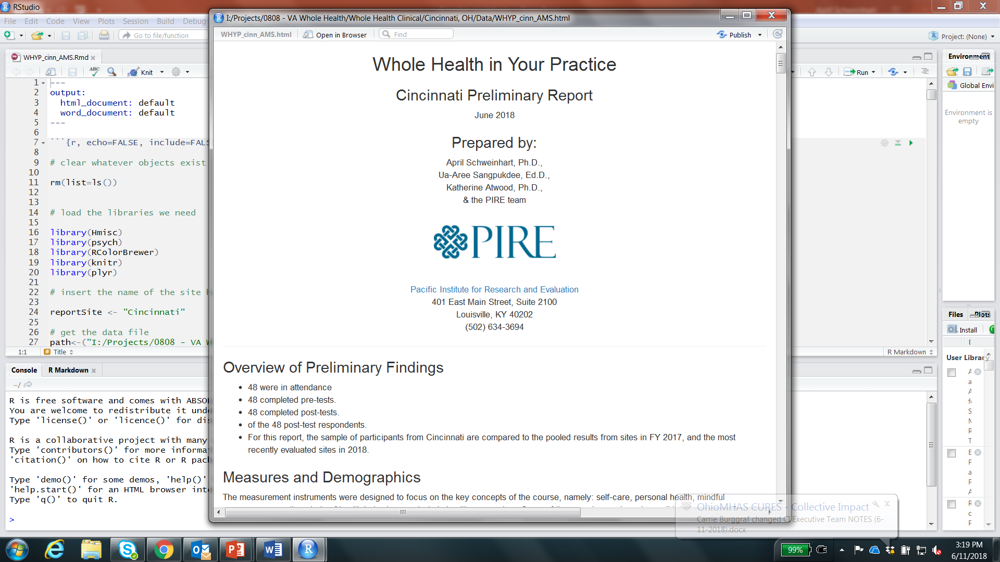 RStudio
File Edit Code View Plots Session Build Debug
Go to file/function
Project: (None)
WHYP_cinn_AMS.Rmd
ABC
Knit
Run
1 ---
2 output:
3   html_document: default
4   word_document: default
5 ---
6
7 ```{r, echo=FALSE, include=FALS
8
9 # clear whatever objects exist
10
11 rm(list=ls())
12
13
14 # load the libraries we need
15
16 library(Hmisc)
17 library(psych)
18 library(RColorBrewer)
19 library(knitr)
20 library(plyr)
21
22 # insert the name of the site h
23
24 reportSite <- "Cincinnati"
25
26 # get the data file
27 path<-("I:/Projects/0808 - VA W
1:1 # Title
R Markdown
Console R Markdown
~/
R is free software and comes with ABSOL
You are welcome to redistribute it unde
Type 'license()' or 'licence()' for dis
R is a collaborative project with many
Type 'contributors()' for more informat
'citation()' on how to cite R or R pack
Type 'demo()' for some demos, 'help()'
'help.start()' for an HTML browser inte
Type 'q()' to quit R.
>
I:/Projects/0808 - VA Whole Health/Whole Health Clinical/Cincinnati, OH/Data/WHYP_cinn_AMS.html
WHYP_cinn_AMS.html Open in Browser Find Publish
Whole Health in Your Practice
Cincinnati Preliminary Report
June 2018
Prepared by:
April Schweinhart, Ph.D.,
Ua-Aree Sangpukdee, Ed.D.,
Katherine Atwood, Ph.D.,
& the PIRE team
PIRE
Pacific Institute for Research and Evaluation
401 East Main Street, Suite 2100
Louisville, KY 40202
(502) 634-3694
Overview of Preliminary Findings
• 48 were in attendance
• 48 completed pre-tests.
• 48 completed post-tests.
• of the 48 post-test respondents.
• For this report, the sample of participants from Cincinnati are compared to the pooled results from sites in FY 2017, and the most
recently evaluated sites in 2018.
Measures and Demographics
The measurement instruments were designed to focus on the key concepts of the course, namely: self-care, personal health, mindful
Environment
Global Envi
Environment is
empty
Files Plots
Install
User Library
OhioMHAS CURES - Collective Impact
Carrie Burggraf changed CI Executive Team NOTES (6-
11-2018).docx
99%
3:19 PM
6/11/2018